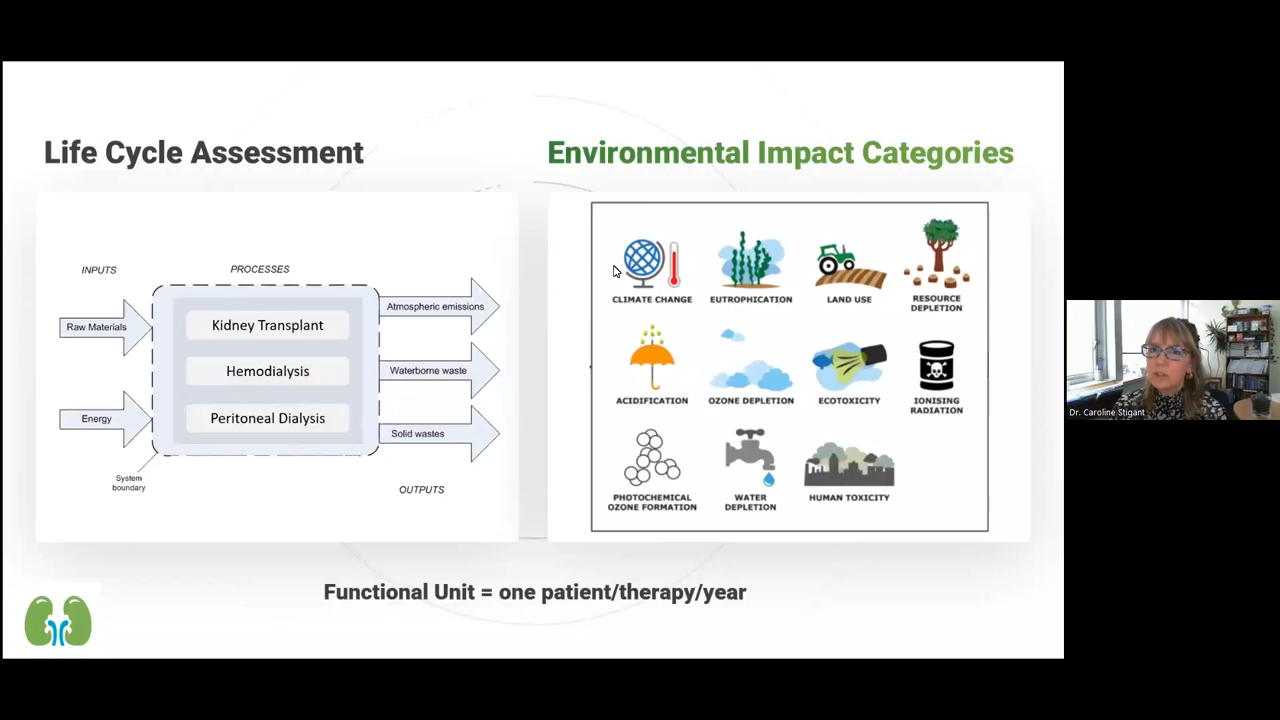 Life Cycle Assessment
Environmental Impact Categories
INPUTS
PROCESSES
Raw Materials
Energy
Kidney Transplant
Hemodialysis
Peritoneal Dialysis
Atmospheric emissions
Waterborne waste
Solid wastes
System
boundary
OUTPUTS
CLIMATE CHANGE
EUTROPHICATION
LAND USE
RESOURCE
DEPLETION
ACIDIFICATION
OZONE DEPLETION
ECOTOXICITY
IONISING
RADIATION
PHOTOCHEMICAL
OZONE FORMATION
WATER
DEPLETION
HUMAN TOXICITY
Functional Unit = one patient/therapy/year
Dr. Caroline Stigant